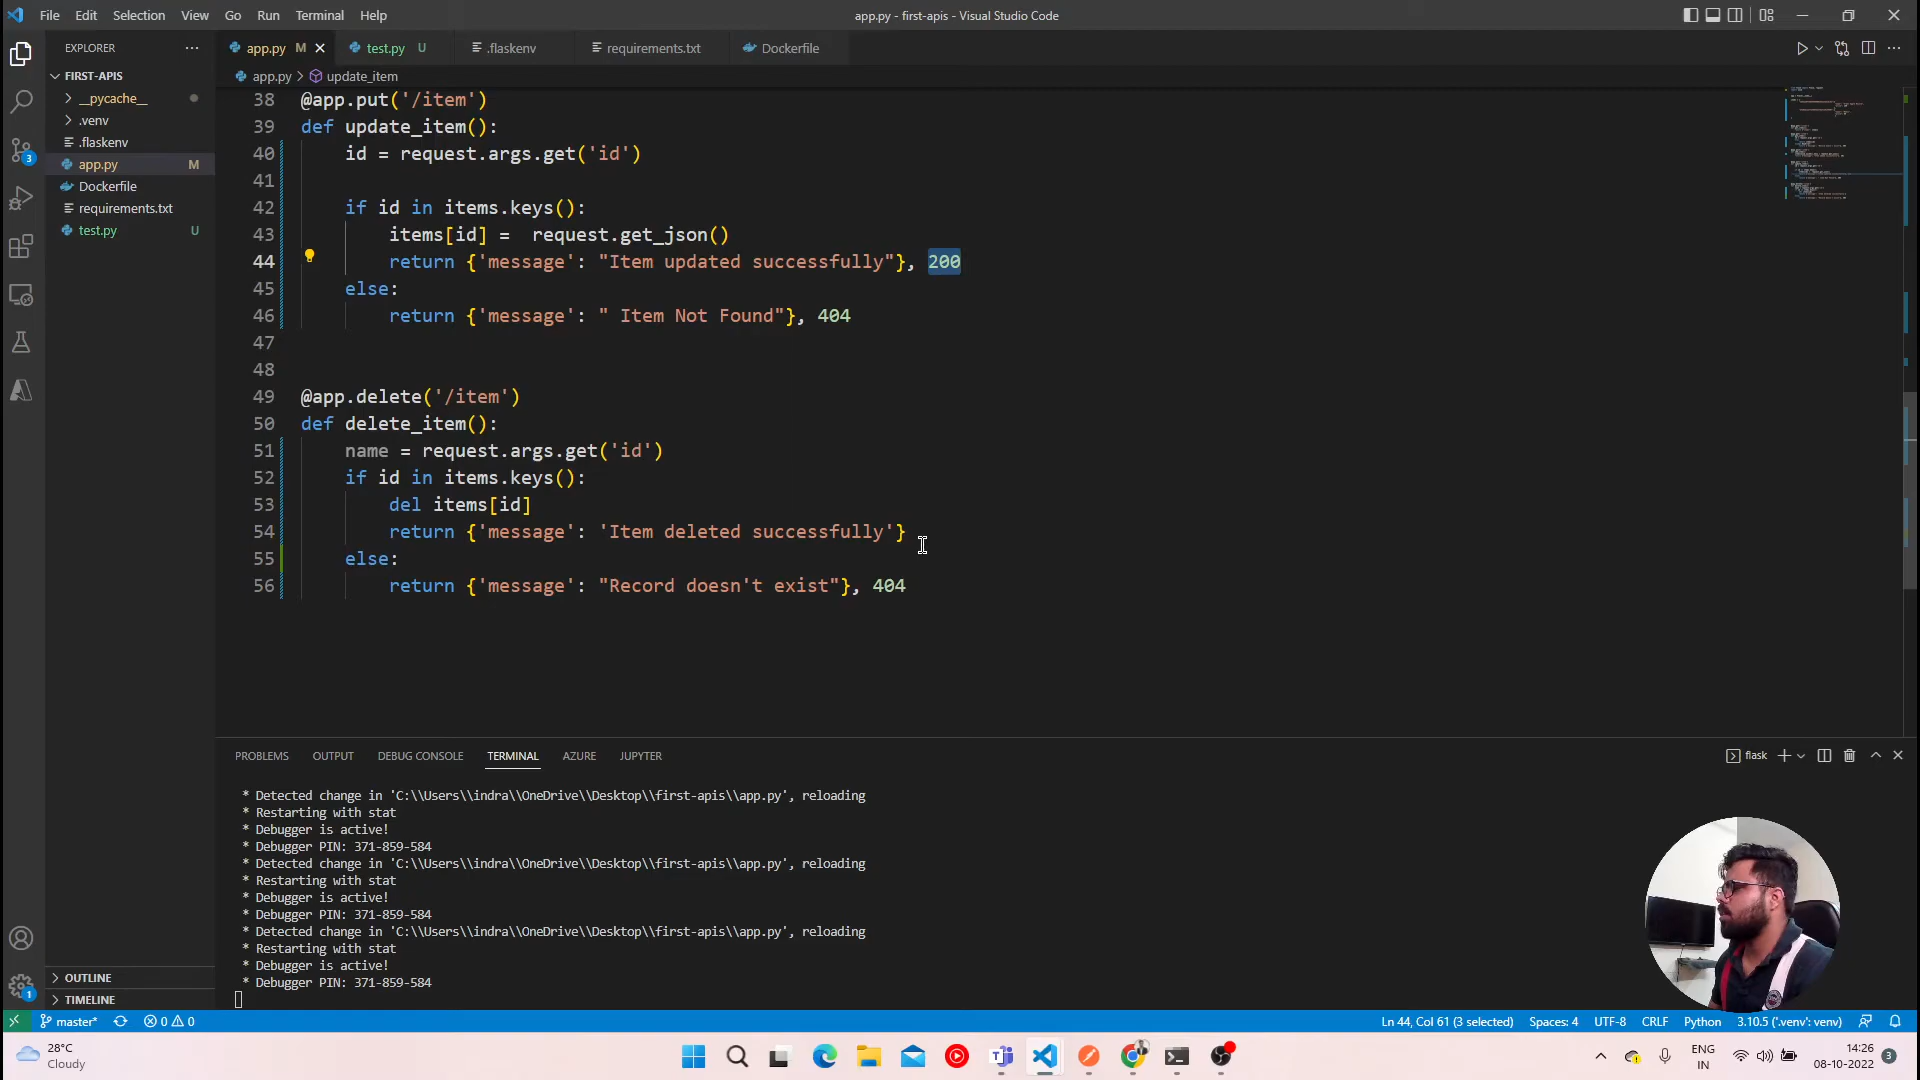 File Edit Selection View Go Run Terminal Help
app.py - first-apis - Visual Studio Code
EXPLORER
FIRST-APIS
__pycache__
.venv
.flaskenv
app.py M
Dockerfile
requirements.txt
test.py U
OUTLINE
TIMELINE
app.py M test.py U .flaskenv requirements.txt Dockerfile
app.py > update_item
38 @app.put('/item')
39 def update_item():
40 id = request.args.get('id')
41
42 if id in items.keys():
43 items[id] =  request.get_json()
44 return {'message': "Item updated successfully"}, 200
45 else:
46 return {'message': " Item Not Found"}, 404
47
48
49 @app.delete('/item')
50 def delete_item():
51 name = request.args.get('id')
52 if id in items.keys():
53 del items[id]
54 return {'message': 'Item deleted successfully'}
55 else:
56 return {'message': "Record doesn't exist"}, 404
PROBLEMS OUTPUT DEBUG CONSOLE TERMINAL AZURE JUPYTER
flask
* Detected change in 'C:\\Users\\indra\\OneDrive\\Desktop\\first-apis\\app.py', reloading
* Restarting with stat
* Debugger is active!
* Debugger PIN: 371-859-584
* Detected change in 'C:\\Users\\indra\\OneDrive\\Desktop\\first-apis\\app.py', reloading
* Restarting with stat
* Debugger is active!
* Debugger PIN: 371-859-584
* Detected change in 'C:\\Users\\indra\\OneDrive\\Desktop\\first-apis\\app.py', reloading
* Restarting with stat
* Debugger is active!
* Debugger PIN: 371-859-584
3
1
master* 0 0
Ln 44, Col 61 (3 selected) Spaces: 4 UTF-8 CRLF Python 3.10.5 ('.venv': venv)
28°C
Cloudy
ENG
IN
14:26
08-10-2022
3